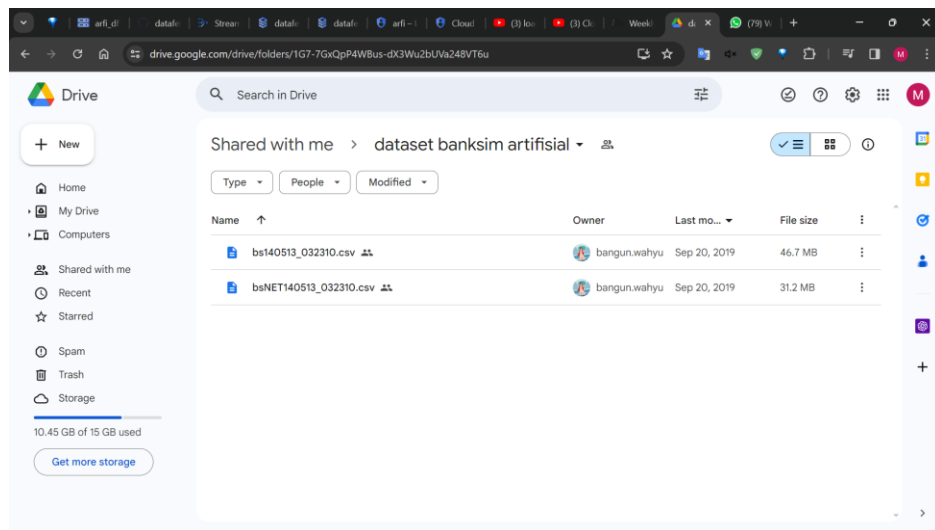 arfi_df
datafe
Stream
datafe
datafe
arfi – l
Cloud
(3) loa
(3) Clo
Weekl
da
(79) W
drive.google.com/drive/folders/1G7-7GxQpP4WBus-dX3Wu2bUVa248VT6u
M
Drive
Search in Drive
M
New
Shared with me > dataset banksim artifisial
Type
People
Modified
Home
My Drive
Computers
Shared with me
Recent
Starred
Spam
Trash
Storage
10.45 GB of 15 GB used
Get more storage
Name Owner Last mo... File size
bs140513_032310.csv bangun.wahyu Sep 20, 2019 46.7 MB
bsNET140513_032310.csv bangun.wahyu Sep 20, 2019 31.2 MB